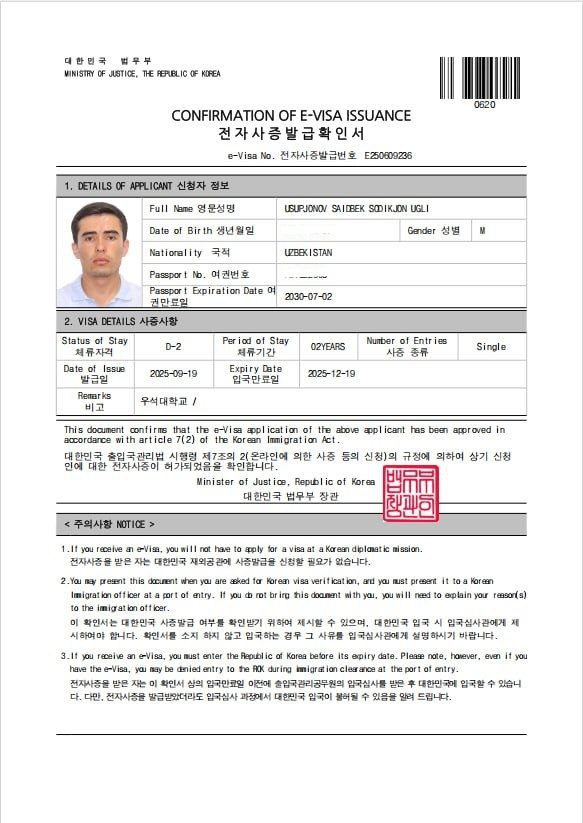 대한민국 법무부
MINISTRY OF JUSTICE, THE REPUBLIC OF KOREA
0620
CONFIRMATION OF E-VISA ISSUANCE
전자사증발급확인서
e-Visa No. 전자사증발급번호 E250609236
1. DETAILS OF APPLICANT 신청자 정보
Full Name 영문성명 USUPJONOV SAIDBEK SODIKJON UGLI
Date of Birth 생년월일 Gender 성별 M
Nationality 국적 UZBEKISTAN
Passport No. 여권번호
Passport Expiration Date 여
권만료일 2030-07-02
2. VISA DETAILS 사증사항
Status of Stay
체류자격 D-2 Period of Stay
체류기간 02YEARS Number of Entries
사증 종류 Single
Date of Issue
발급일 2025-09-19 Expiry Date
입국만료일 2025-12-19
Remarks
비고 우석대학교 /
This document confirms that the e-Visa application of the above applicant has been approved in
accordance with article 7(2) of the Korean Immigration Act.
대한민국 출입국관리법 시행령 제7조의 2(온라인에 의한 사증 등의 신청)의 규정에 의하여 상기 신청
인에 대한 전자사증이 허가되었음을 확인합니다.
Minister of Justice, Republic of Korea
대한민국 법무부 장관
< 주의사항 NOTICE >
1.If you receive an e-Visa, you will not have to apply for a visa at a Korean diplomatic mission.
전자사증을 받은 자는 대한민국 재외공관에 사증발급을 신청할 필요가 없습니다.
2.You may present this document when you are asked for Korean visa verification, and you must present it to a Korean
Immigration officer at a port of entry. If you do not bring this document with you, you will need to explain your reason(s)
to the immigration officer.
이 확인서는 대한민국 사증발급 여부를 확인받기 위하여 제시할 수 있으며, 대한민국 입국 시 입국심사관에게 제
시하여야 합니다. 확인서를 소지 하지 않고 입국하는 경우 그 사유를 입국심사관에게 설명하시기 바랍니다.
3.If you receive an e-Visa, you must enter the Republic of Korea before its expiry date. Please note, however, even if you
have the e-Visa, you may be denied entry to the ROK during immigration clearance at the port of entry.
전자사증을 받은 자는 이 확인서 상의 입국만료일 이전에 출입국관리공무원의 입국심사를 받은 후 대한민국에 입국할 수 있습니
다. 다만, 전자사증을 발급받았더라도 입국심사 과정에서 대한민국 입국이 불허될 수 있음을 알려 드립니다.